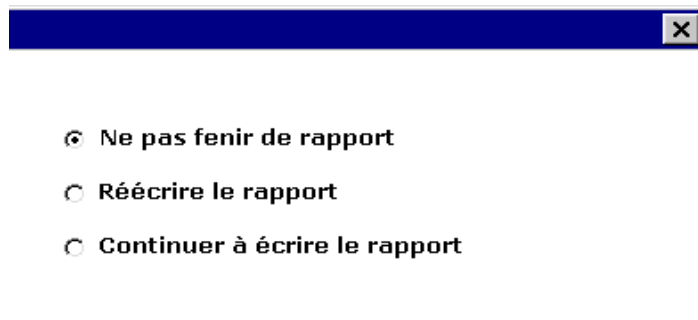 Ne pas fenir de rapport
Réécrire le rapport
Continuer à écrire le rapport